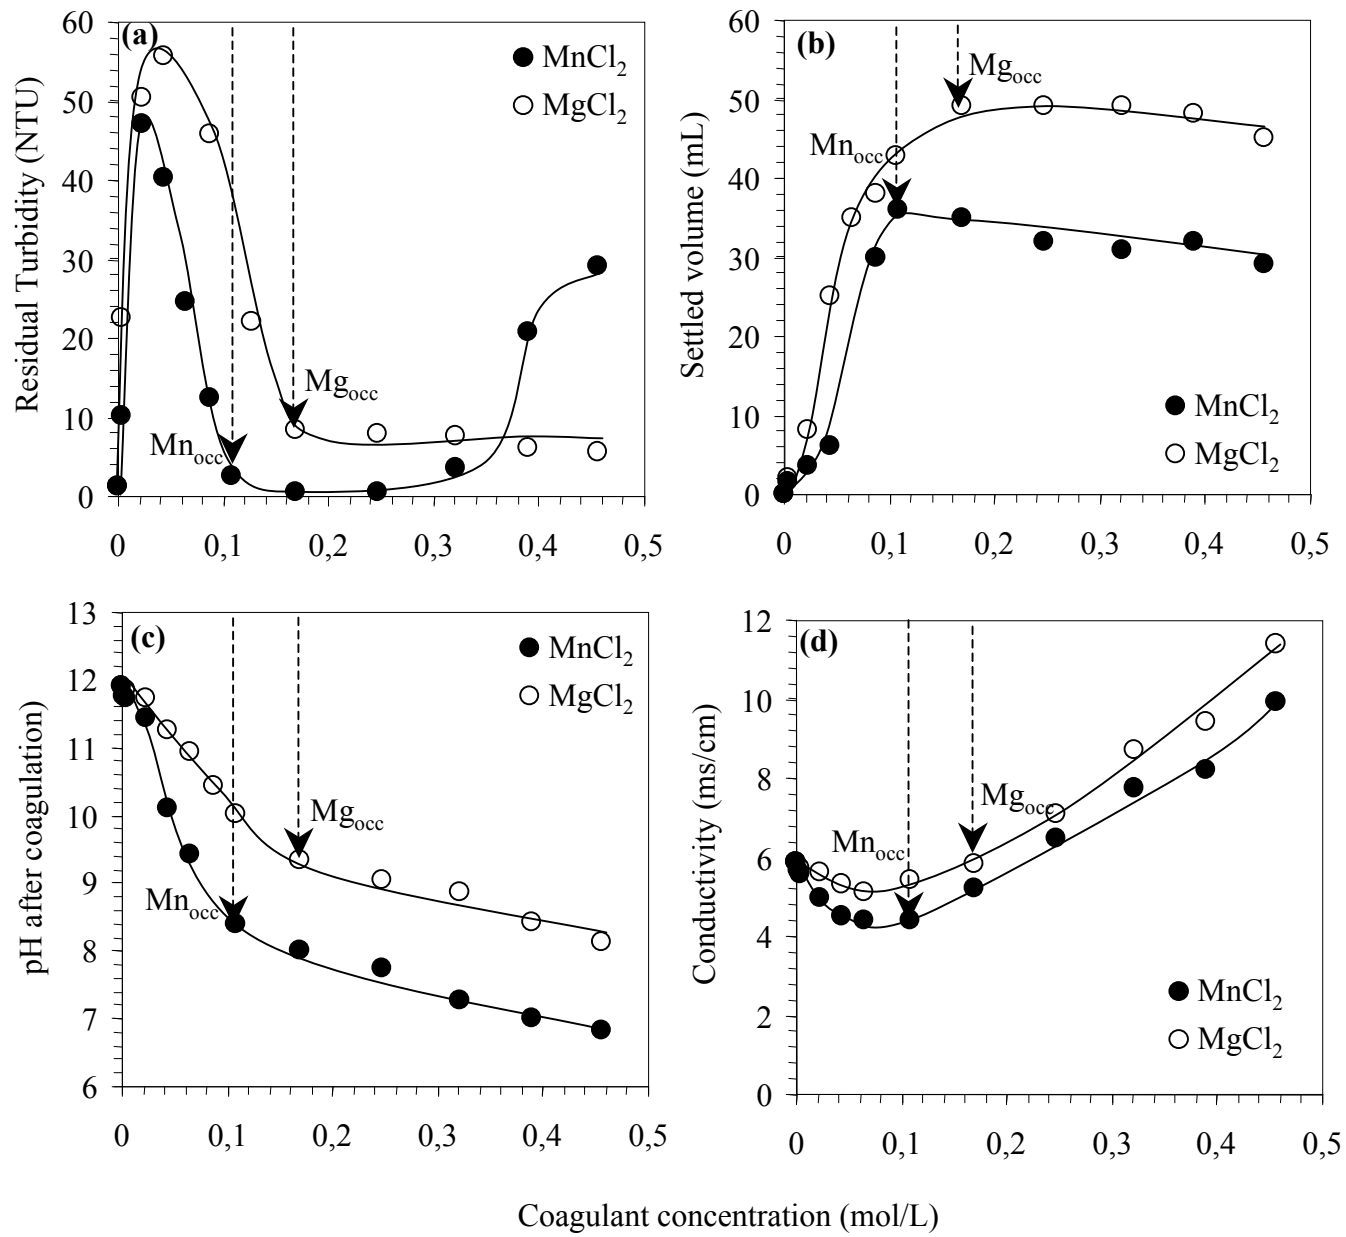 (a)
MnCl2
MgCl2
Mgocc
Mnocc
Residual Turbidity (NTU)
60
50
40
30
20
10
0
0 0,1 0,2 0,3 0,4 0,5
(b)
Mgocc
Mnocc
MnCl2
MgCl2
Settled volume (mL)
60
50
40
30
20
10
0
0 0,1 0,2 0,3 0,4 0,5
(c)
MnCl2
MgCl2
Mgocc
Mnocc
pH after coagulation)
13
12
11
10
9
8
7
6
0 0,1 0,2 0,3 0,4 0,5
(d)
Mgocc
Mnocc
MnCl2
MgCl2
Conductivity (ms/cm)
12
10
8
6
4
2
0
0 0,1 0,2 0,3 0,4 0,5
Coagulant concentration (mol/L)